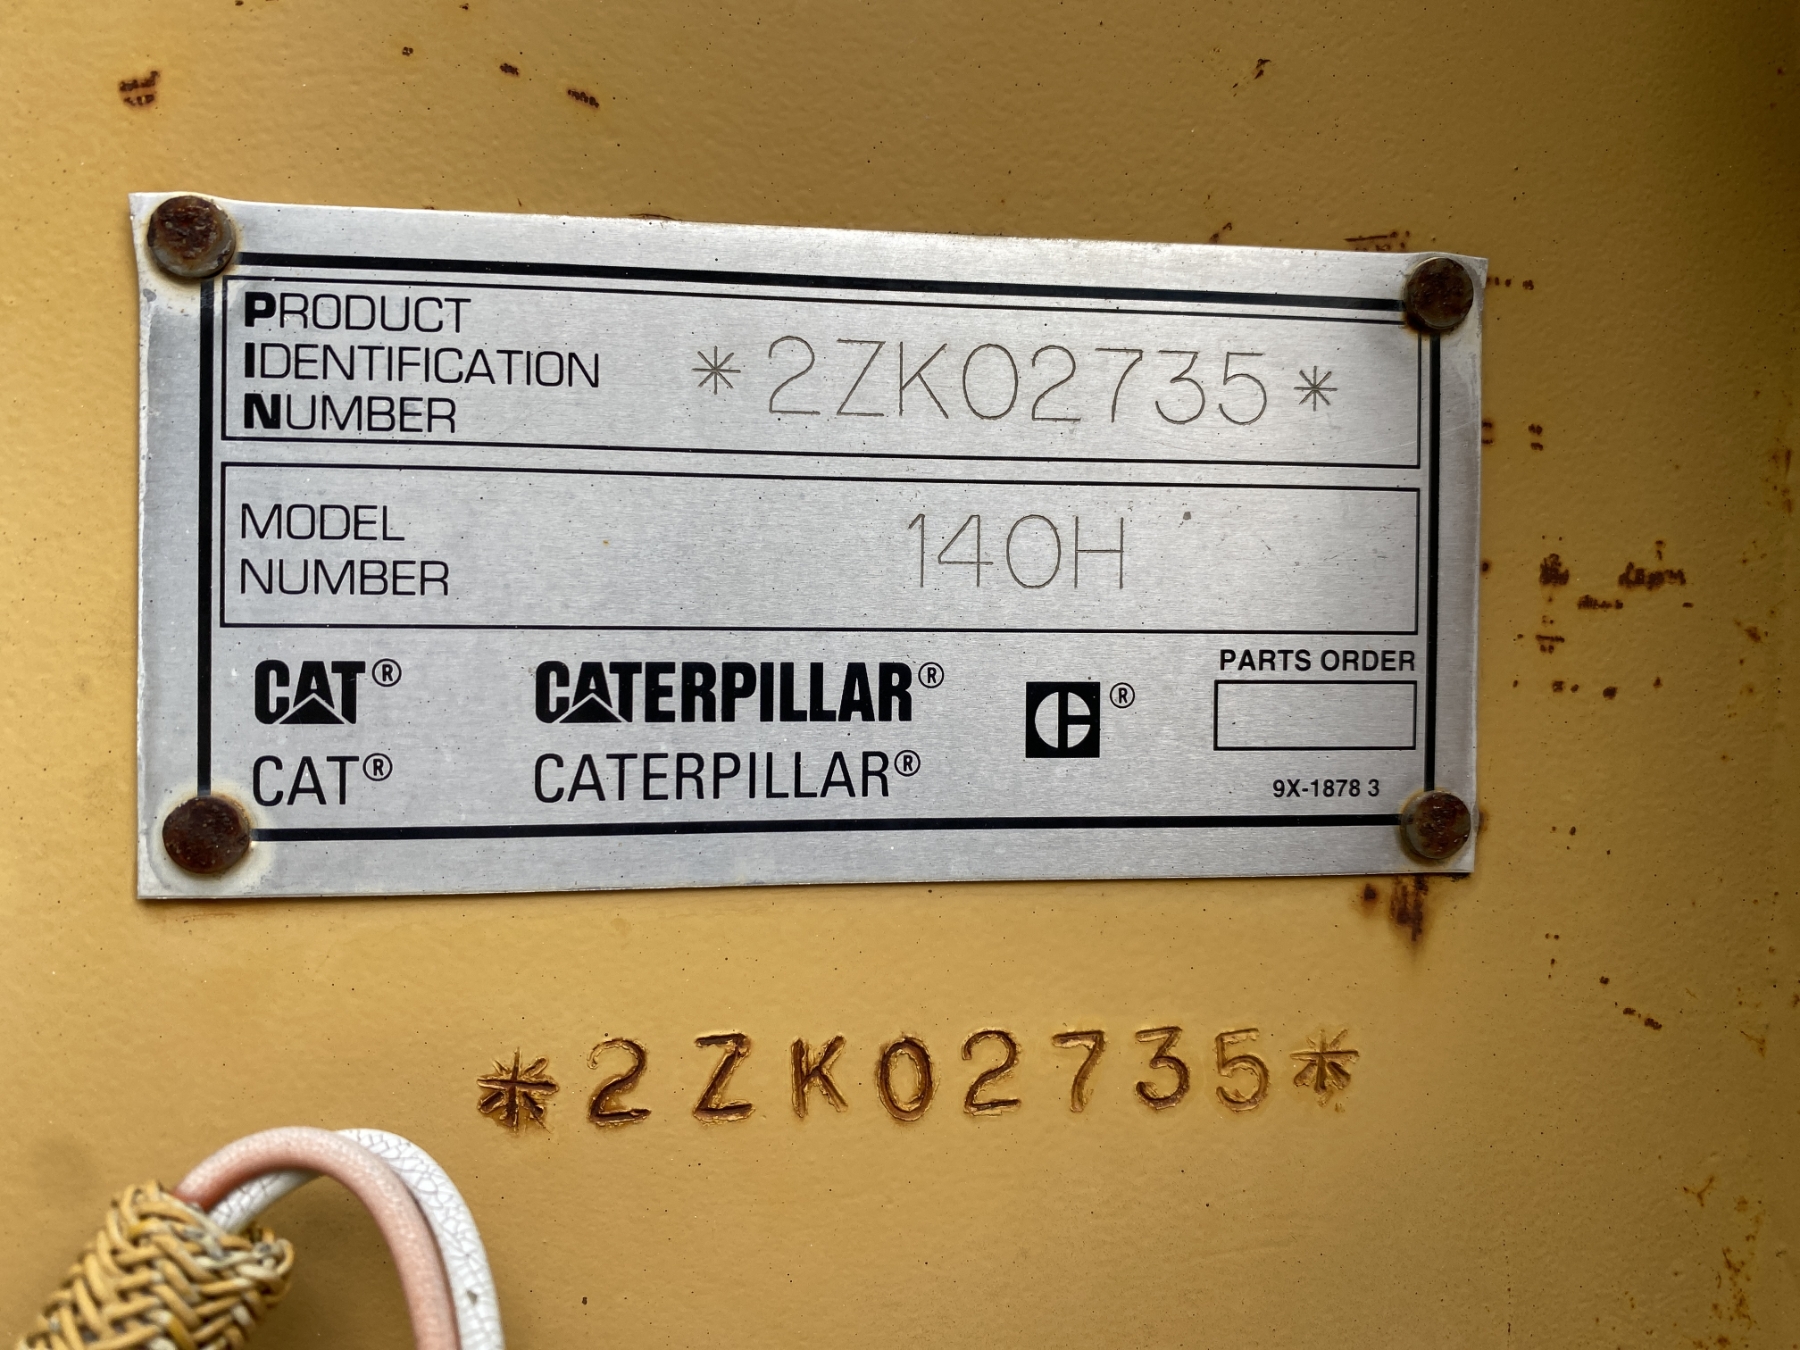 PRODUCT
IDENTIFICATION
NUMBER
*2ZK02735*
MODEL
NUMBER
140H
CAT® CATERPILLAR® ®
CAT® CATERPILLAR®
PARTS ORDER
9X-1878 3
*2ZK02735*